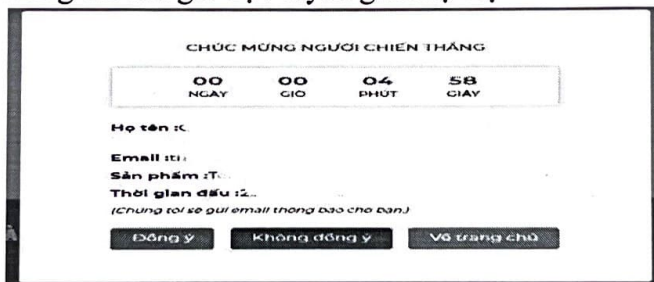 CHÚC MỪNG NGƯỜI CHIẾN THẮNG
00 00 04 58
NGÀY GIỜ PHÚT GIÂY
Họ tên :
Email :
Sản phẩm :
Thời gian đấu :
(Chúng tôi sẽ gửi email thông báo cho bạn.)
Đồng ý Không đồng ý Về trang chủ